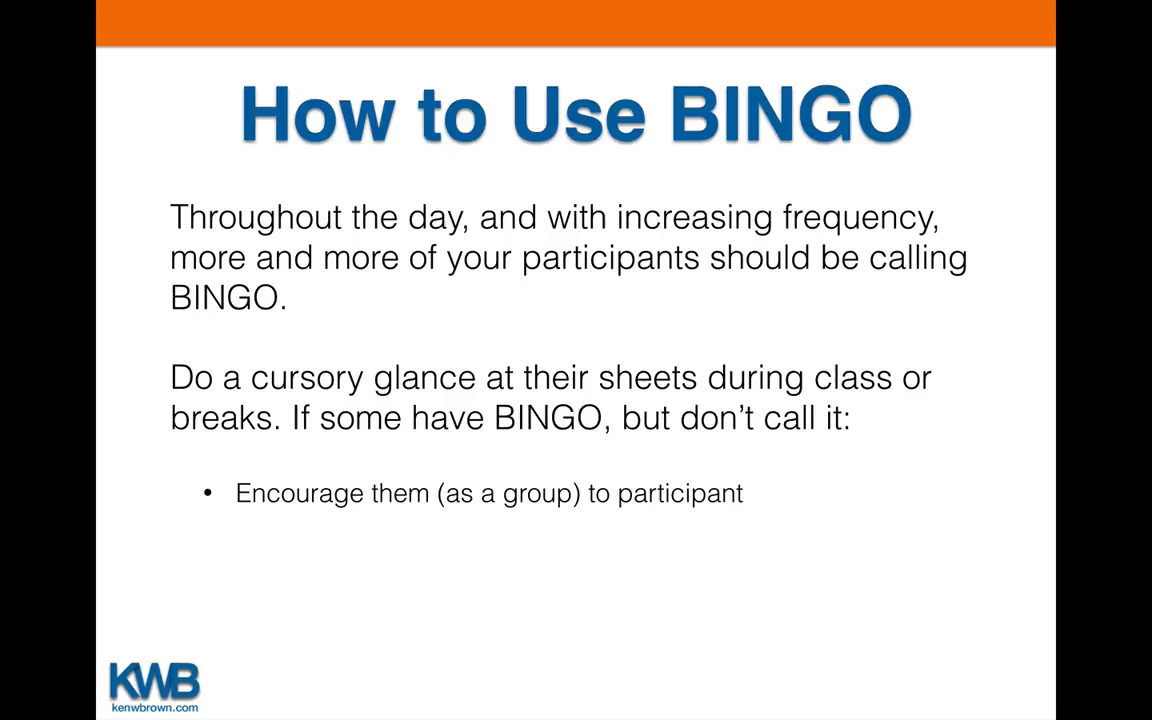 How to Use BINGO
Throughout the day, and with increasing frequency,
more and more of your participants should be calling
BINGO.
Do a cursory glance at their sheets during class or
breaks. If some have BINGO, but don’t call it:
• Encourage them (as a group) to participant
KWB
kenwbrown.com